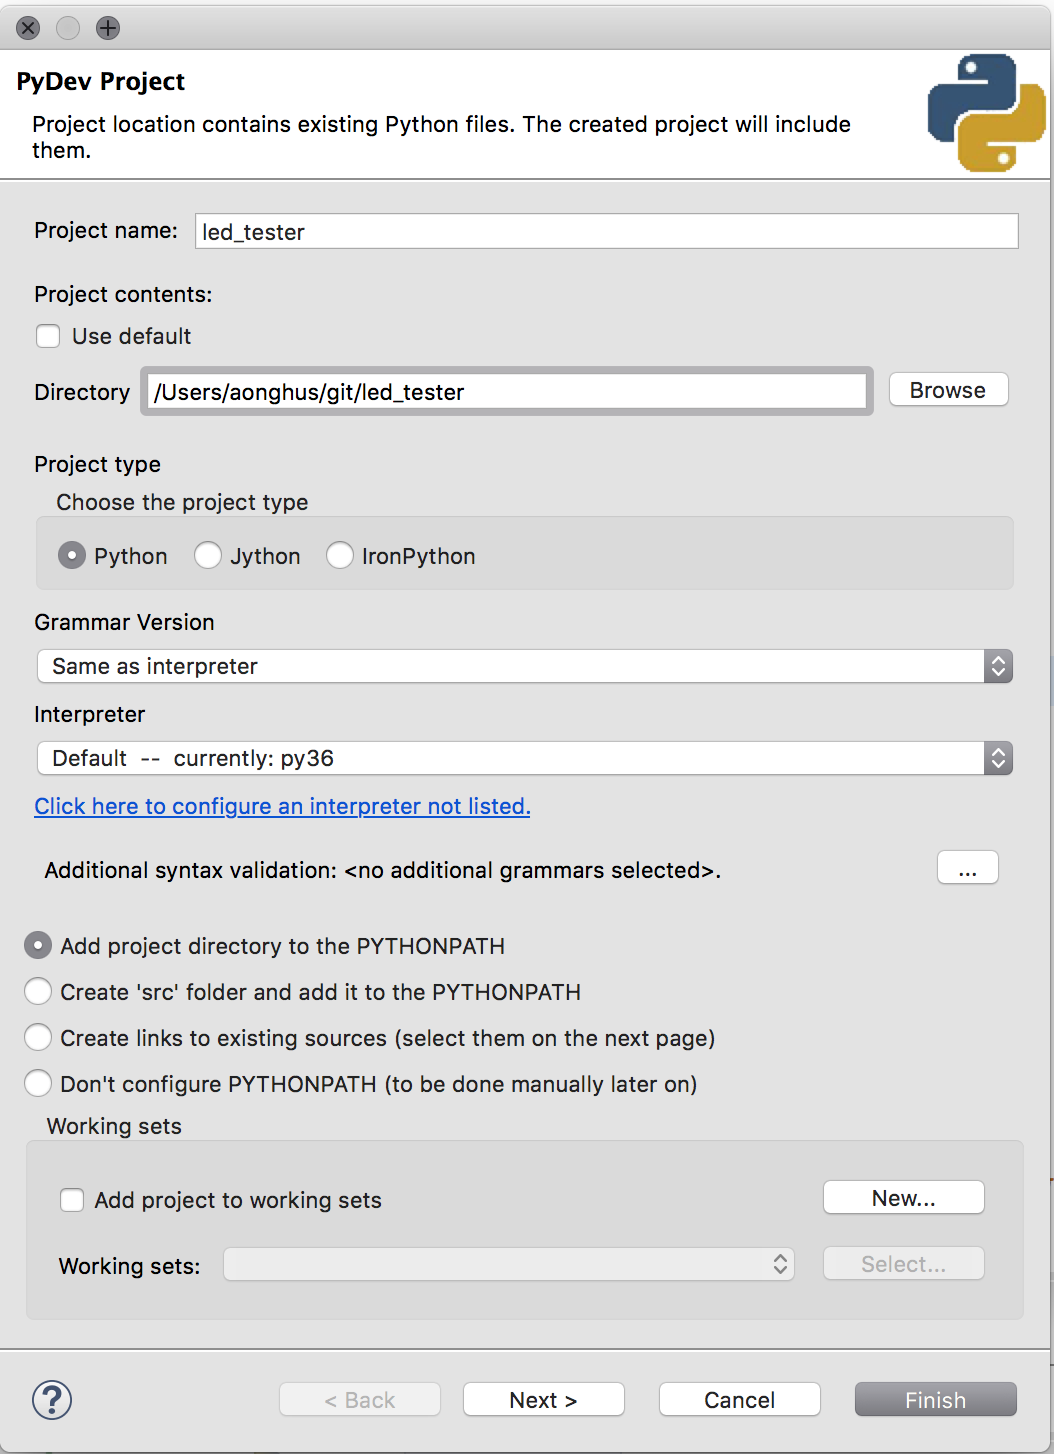 PyDev Project
Project location contains existing Python files. The created project will include
them.
Project name: led_tester
Project contents:
Use default
Directory /Users/aonghus/git/led_tester Browse
Project type
Choose the project type
Python Jython IronPython
Grammar Version
Same as interpreter
Interpreter
Default -- currently: py36
Click here to configure an interpreter not listed.
Additional syntax validation: <no additional grammars selected>. ...
Add project directory to the PYTHONPATH
Create 'src' folder and add it to the PYTHONPATH
Create links to existing sources (select them on the next page)
Don't configure PYTHONPATH (to be done manually later on)
Working sets
Add project to working sets New...
Working sets: Select...
? < Back Next > Cancel Finish